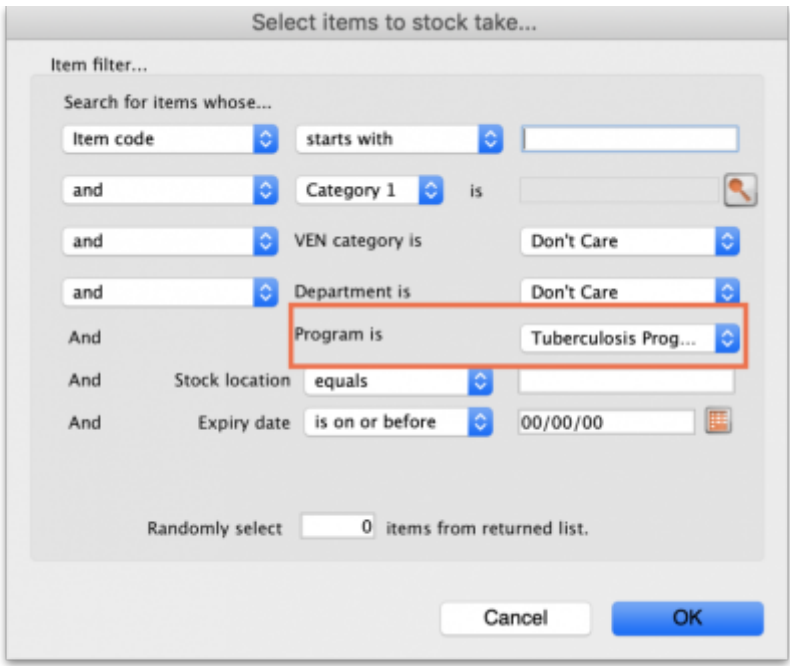 Select items to stock take...
Item filter...
Search for items whose...
Item code starts with
and Category 1 is
and VEN category is Don't Care
and Department is Don't Care
And Program is Tuberculosis Prog...
And Stock location equals
And Expiry date is on or before 00/00/00
Randomly select 0 items from returned list.
Cancel OK